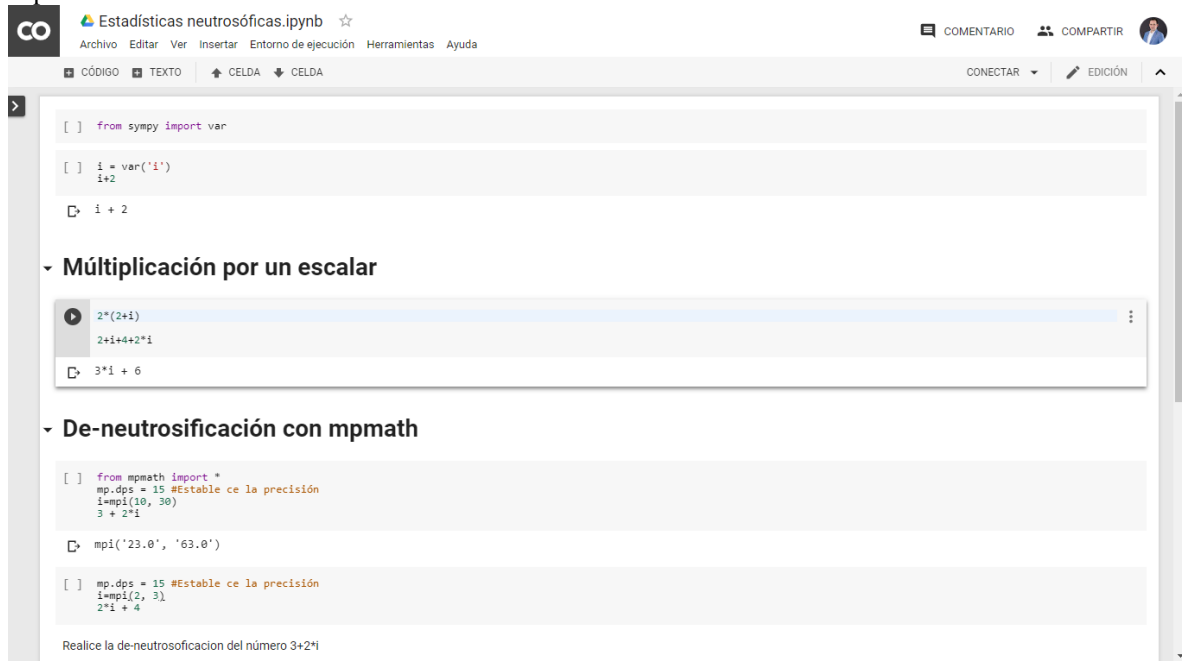 CO
Estadísticas neutrosóficas.ipynb
Archivo Editar Ver Insertar Entorno de ejecución Herramientas Ayuda
COMENTARIO COMPARTIR
CÓDIGO TEXTO CELDA CELDA
CONECTAR EDICIÓN
[ ] from sympy import var
[ ] i = var('i')
i+2
i + 2
Múltiplicación por un escalar
2*(2+i)
2+i+4+2*i
3*i + 6
De-neutrosificación con mpmath
[ ] from mpmath import *
mp.dps = 15 #Estable ce la precisión
i=mpi(10, 30)
3 + 2*i
mpi('23.0', '63.0')
[ ] mp.dps = 15 #Estable ce la precisión
i=mpi(2, 3)
2*i + 4
Realice la de-neutrosoficacion del número 3+2*i